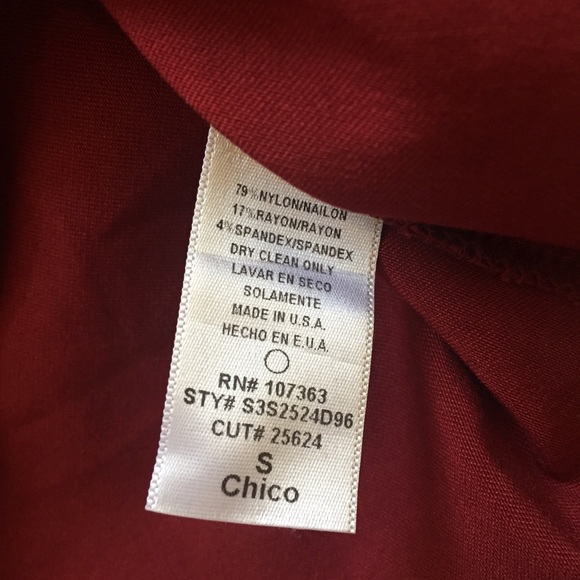 79%NYLON/NAILON
17%RAYON/RAYON
4%SPANDEX/SPANDEX
DRY CLEAN ONLY
LAVAR EN SECO
SOLAMENTE
MADE IN U.S.A.
HECHO EN E.U.A.
RN# 107363
STY# S3S2524D96
CUT# 25624
S
Chico